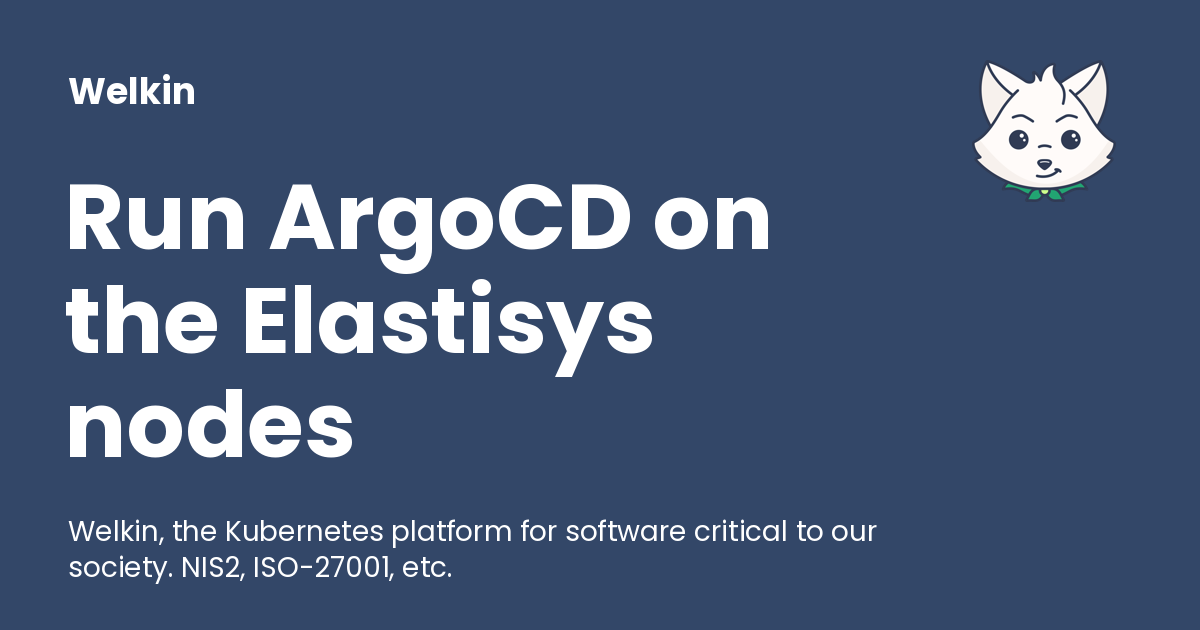 Welkin
Run ArgoCD on
the Elastisys
nodes
Welkin, the Kubernetes platform for software critical to our
society. NIS2, ISO-27001, etc.